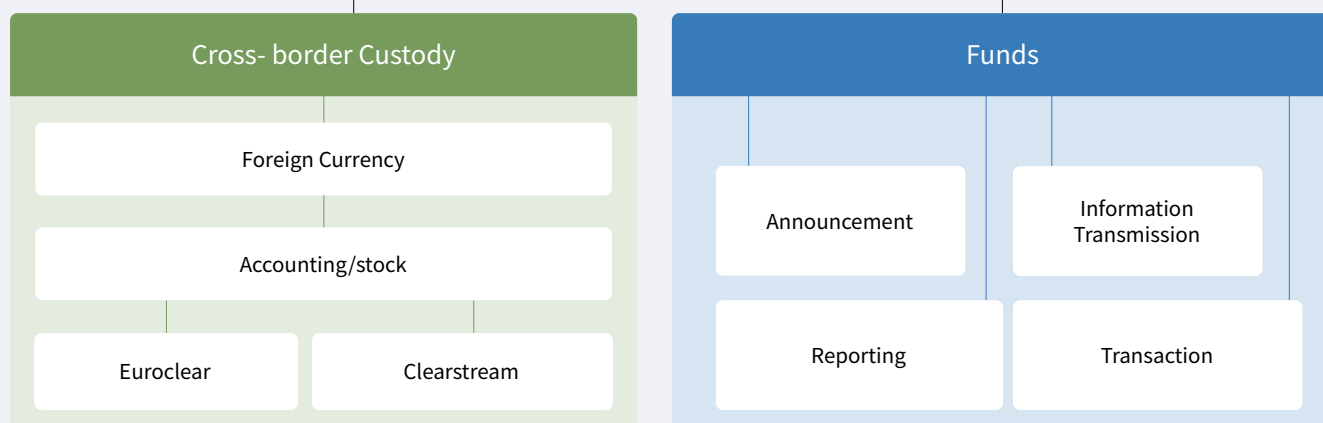 Cross- border Custody
Foreign Currency
Accounting/stock
Euroclear
Clearstream
Funds
Announcement
Information
Transmission
Reporting
Transaction